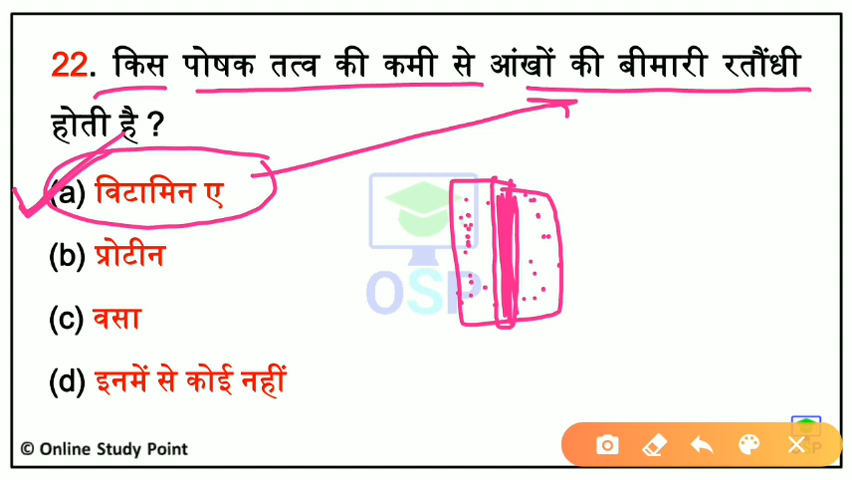 22. किस पोषक तत्व की कमी से आंखों की बीमारी रतौंधी
होती है ?
(a) विटामिन ए
(b) प्रोटीन
(c) वसा
(d) इनमें से कोई नहीं
OSP
© Online Study Point